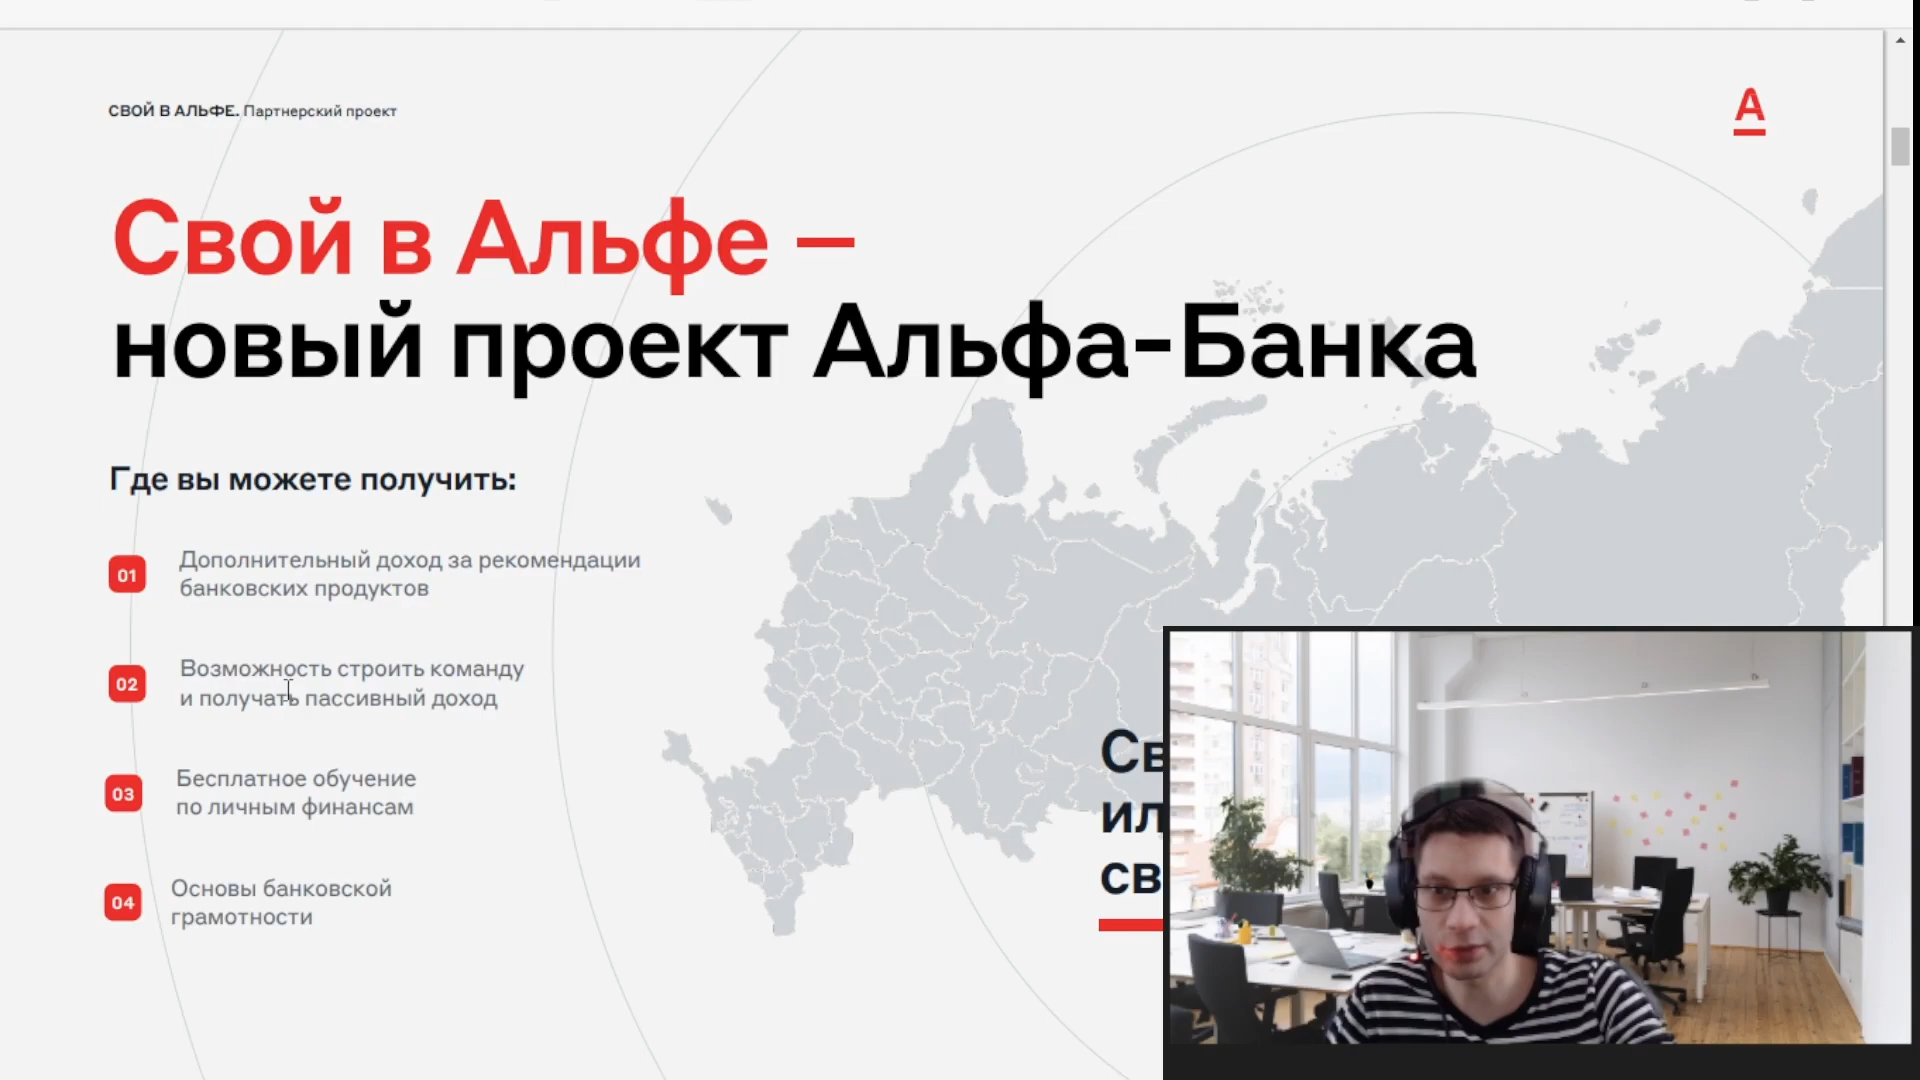 СВОЙ В АЛЬФЕ. Партнерский проект
А
Свой в Альфе –
новый проект Альфа-Банка
Где вы можете получить:
01
Дополнительный доход за рекомендации
банковских продуктов
02
Возможность строить команду
и получать пассивный доход
03
Бесплатное обучение
по личным финансам
04
Основы банковской
грамотности